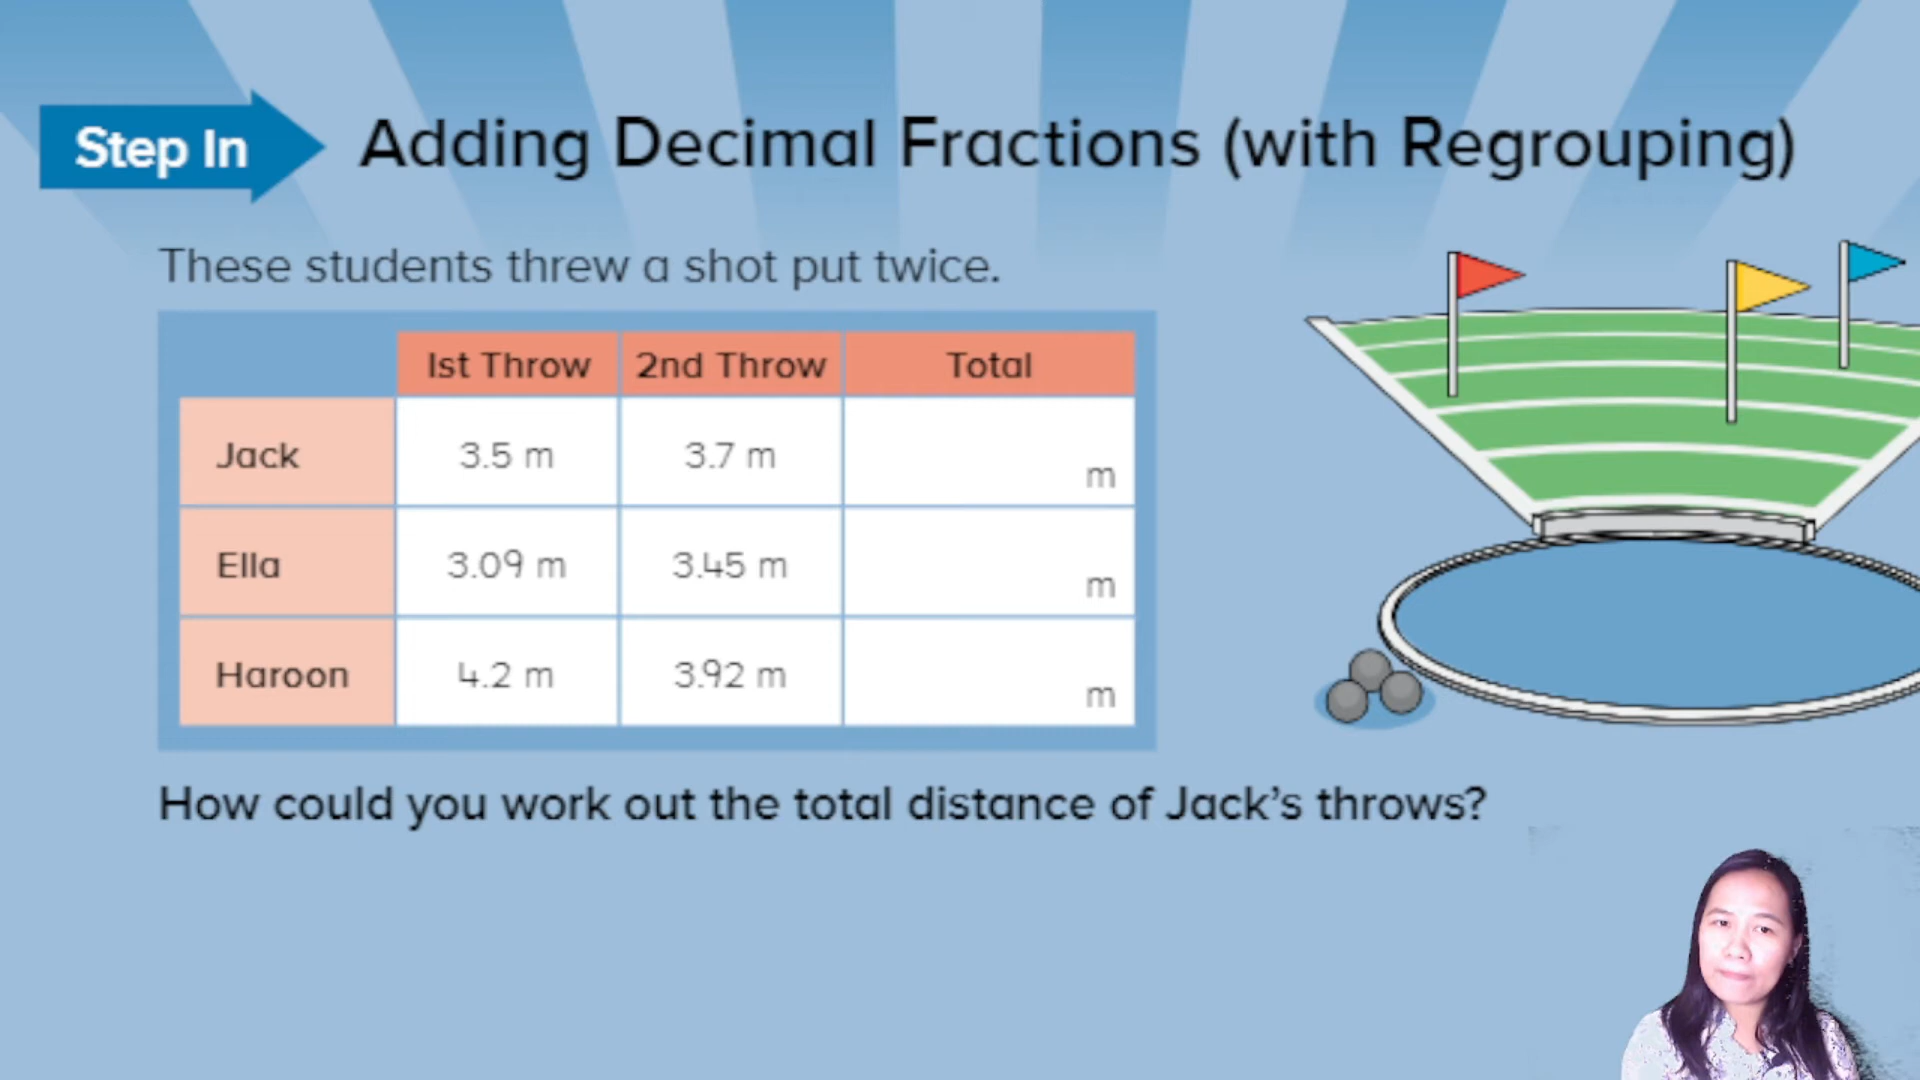 Step In
Adding Decimal Fractions (with Regrouping)
These students threw a shot put twice.
1st Throw 2nd Throw Total
Jack 3.5 m 3.7 m m
Ella 3.09 m 3.45 m m
Haroon 4.2 m 3.92 m m
How could you work out the total distance of Jack's throws?